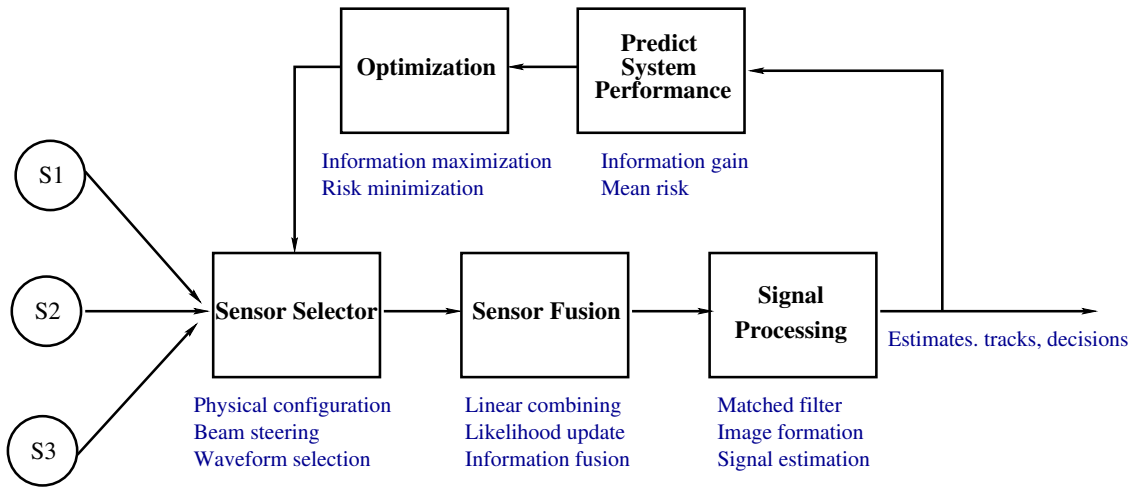 Predict
System
Performance
Optimization
Information maximization
Risk minimization
Information gain
Mean risk
S1
S2
S3
Sensor Selector
Sensor Fusion
Signal
Processing
Estimates. tracks, decisions
Physical configuration
Beam steering
Waveform selection
Linear combining
Likelihood update
Information fusion
Matched filter
Image formation
Signal estimation